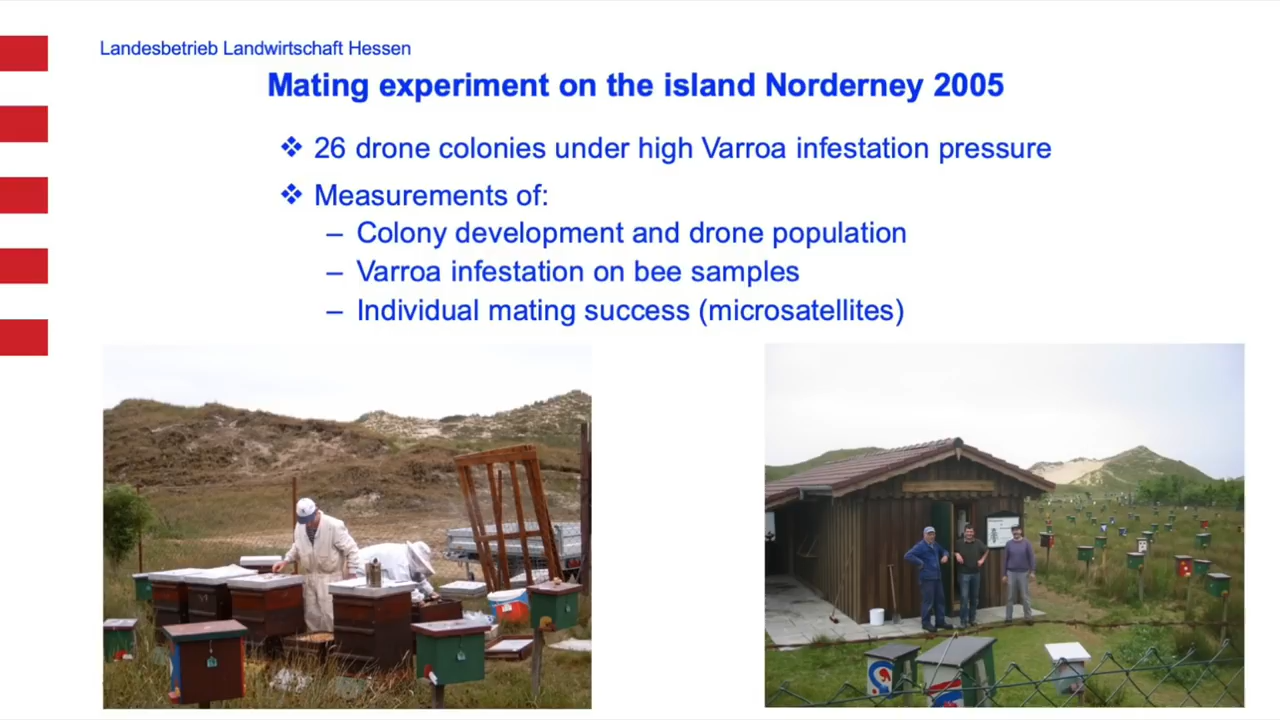 Landesbetrieb Landwirtschaft Hessen
Mating experiment on the island Norderney 2005
❖ 26 drone colonies under high Varroa infestation pressure
❖ Measurements of:
– Colony development and drone population
– Varroa infestation on bee samples
– Individual mating success (microsatellites)